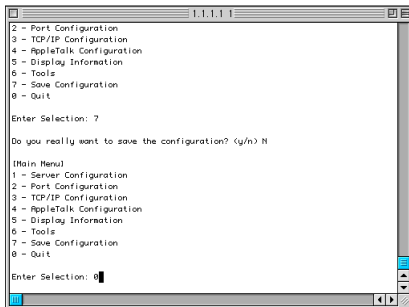 1.1.1.1 1
2 - Port Configuration
3 - TCP/IP Configuration
4 - AppleTalk Configuration
5 - Display Information
6 - Tools
7 - Save Configuration
0 - Quit
Enter Selection: 7
Do you really want to save the configuration? (y/n) N
[Main Menu]
1 - Server Configuration
2 - Port Configuration
3 - TCP/IP Configuration
4 - AppleTalk Configuration
5 - Display Information
6 - Tools
7 - Save Configuration
0 - Quit
Enter Selection: 0